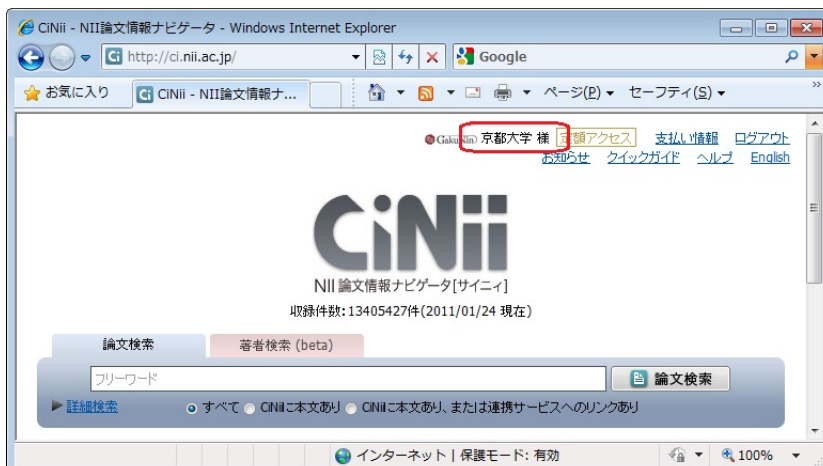 CiNii - NII論文情報ナビゲータ - Windows Internet Explorer
http://ci.nii.ac.jp/ Google
お気に入り CiNii - NII論文情報ナ... ページ(P) セーフティ(S) »
GakuNin 京都大学 様 定額アクセス 支払い情報 ログアウト
お知らせ クイックガイド ヘルプ English
CiNii
NII 論文情報ナビゲータ[サイニィ]
収録件数:13405427件(2011/01/24 現在)
論文検索 著者検索 (beta)
フリーワード 論文検索
詳細検索 すべて CiNiiに本文あり CiNiiに本文あり、または連携サービスへのリンクあり
インターネット | 保護モード: 有効 100%